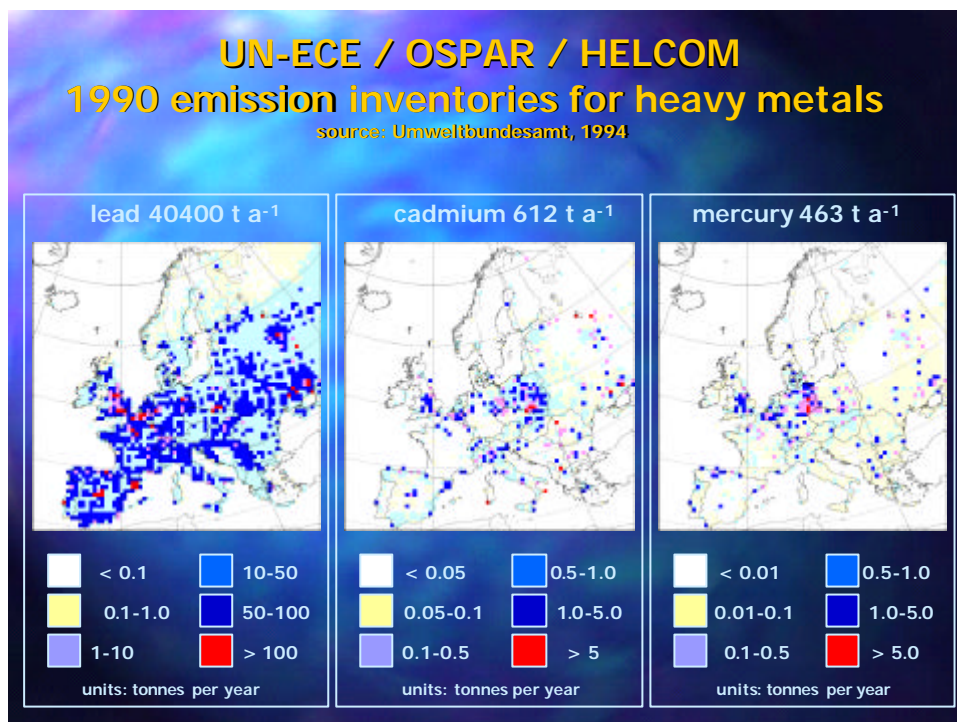 UN-ECE / OSPAR / HELCOM
1990 emission inventories for heavy metals
source: Umweltbundesamt, 1994
lead 40400 t a-1
cadmium 612 t a-1
mercury 463 t a-1
< 0.1
10-50
0.1-1.0
50-100
1-10
> 100
units: tonnes per year
< 0.05
0.5-1.0
0.05-0.1
1.0-5.0
0.1-0.5
> 5
units: tonnes per year
< 0.01
0.5-1.0
0.01-0.1
1.0-5.0
0.1-0.5
> 5.0
units: tonnes per year